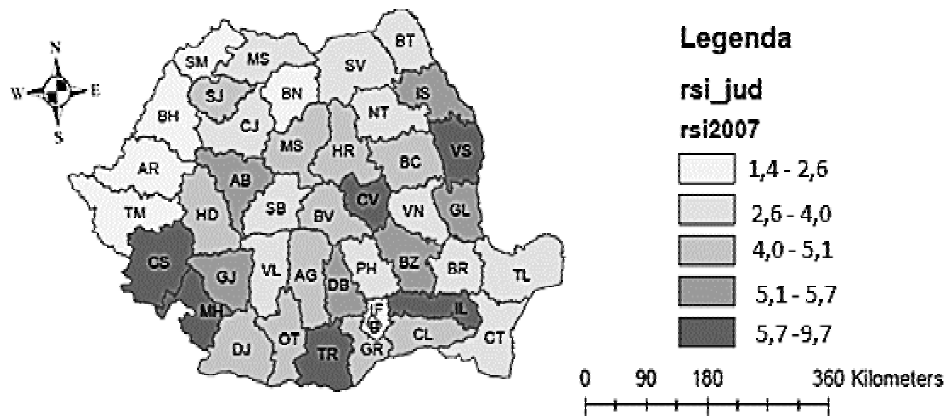 BT
SM
MS
SV
N
W
E
S
SJ
BN
IS
BH
CJ
NT
MS
HR
BC
VS
AR
AB
CV
TM
HD
SB
BV
VN
GL
CS
GJ
VL
AG
DB
PH
BZ
BR
TL
MH
IF
B
IL
DJ
OT
TR
GR
CL
CT
Legenda
rsi_jud
rsi2007
1,4 - 2,6
2,6 - 4,0
4,0 - 5,1
5,1 - 5,7
5,7 - 9,7
0 90 180 360 Kilometers